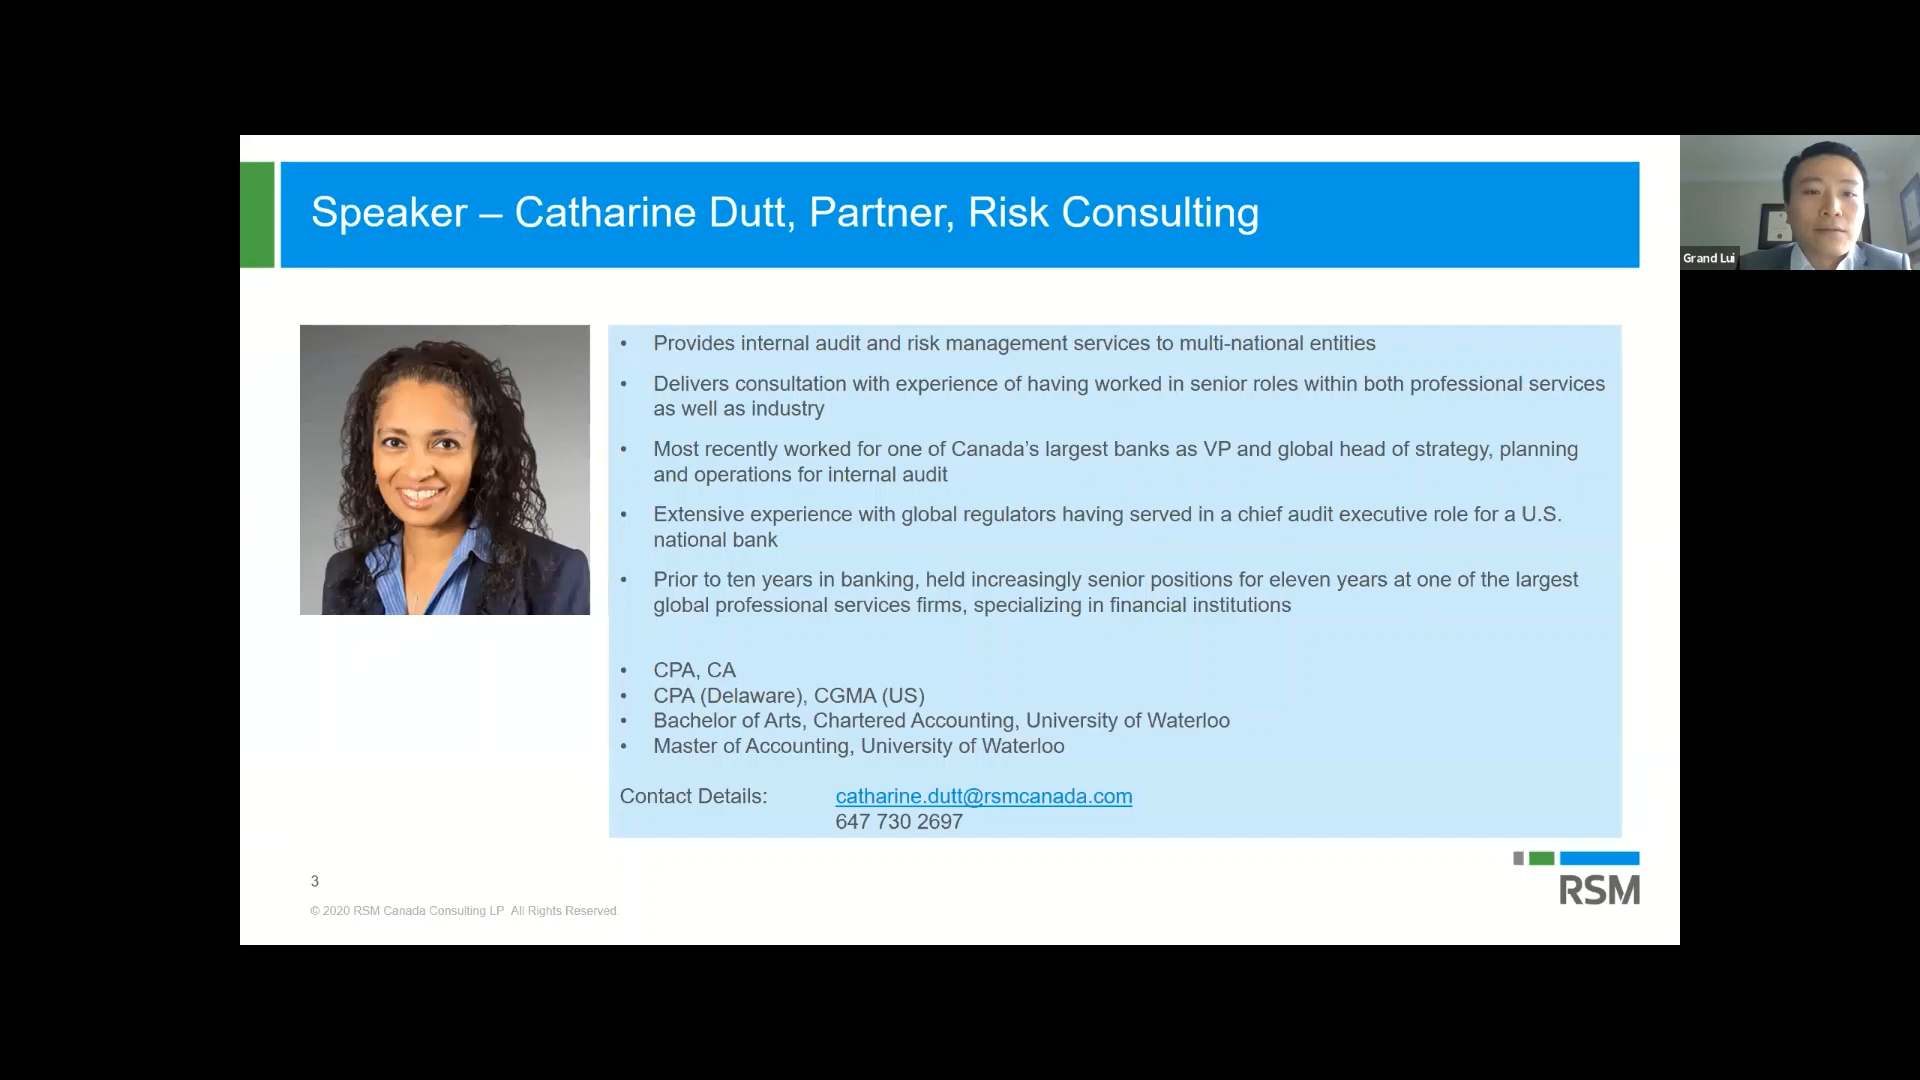 Speaker – Catharine Dutt, Partner, Risk Consulting
Grand Lui
• Provides internal audit and risk management services to multi-national entities
• Delivers consultation with experience of having worked in senior roles within both professional services
as well as industry
• Most recently worked for one of Canada's largest banks as VP and global head of strategy, planning
and operations for internal audit
• Extensive experience with global regulators having served in a chief audit executive role for a U.S.
national bank
• Prior to ten years in banking, held increasingly senior positions for eleven years at one of the largest
global professional services firms, specializing in financial institutions
• CPA, CA
• CPA (Delaware), CGMA (US)
• Bachelor of Arts, Chartered Accounting, University of Waterloo
• Master of Accounting, University of Waterloo
Contact Details: catharine.dutt@rsmcanada.com
647 730 2697
3
© 2020 RSM Canada Consulting LP. All Rights Reserved.
RSM